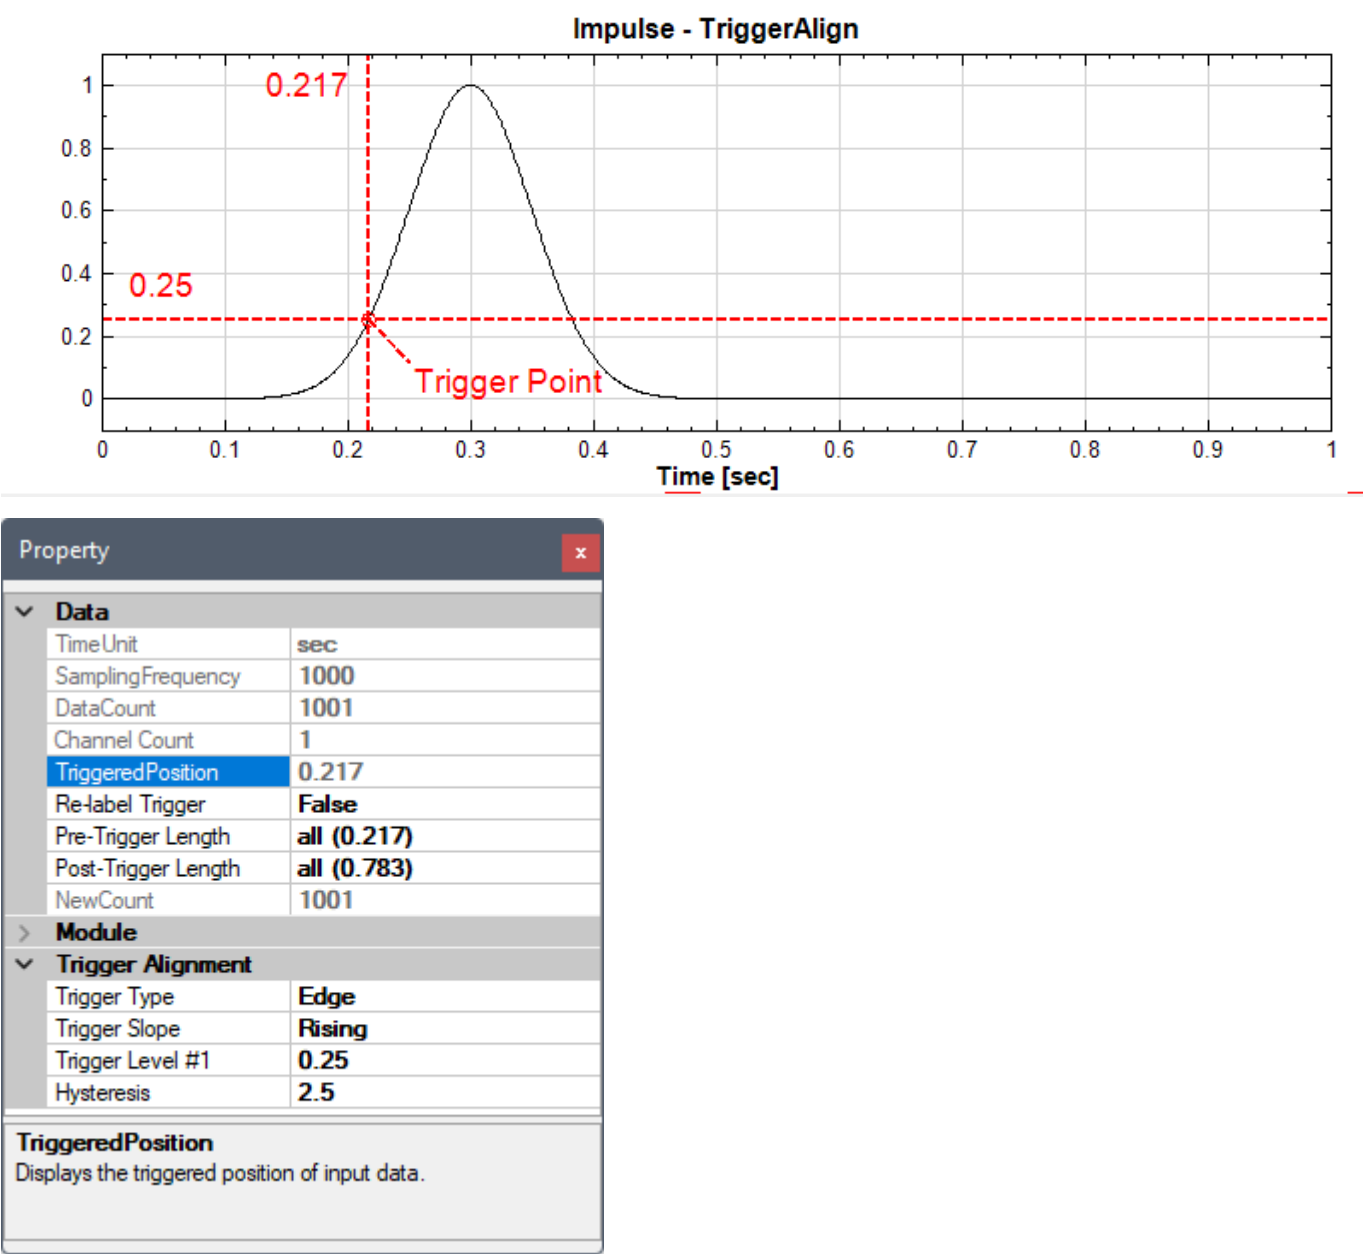 Impulse - TriggerAlign
0.217
1
0.8
0.6
0.4
0.25
0.2
Trigger Point
0
0 0.1 0.2 0.3 0.4 0.5 0.6 0.7 0.8 0.9 1
Time [sec]
Property x
Data
TimeUnit sec
SamplingFrequency 1000
DataCount 1001
Channel Count 1
TriggeredPosition 0.217
Re-label Trigger False
Pre-Trigger Length all (0.217)
Post-Trigger Length all (0.783)
NewCount 1001
Module
Trigger Alignment
Trigger Type Edge
Trigger Slope Rising
Trigger Level #1 0.25
Hysteresis 2.5
TriggeredPosition
Displays the triggered position of input data.